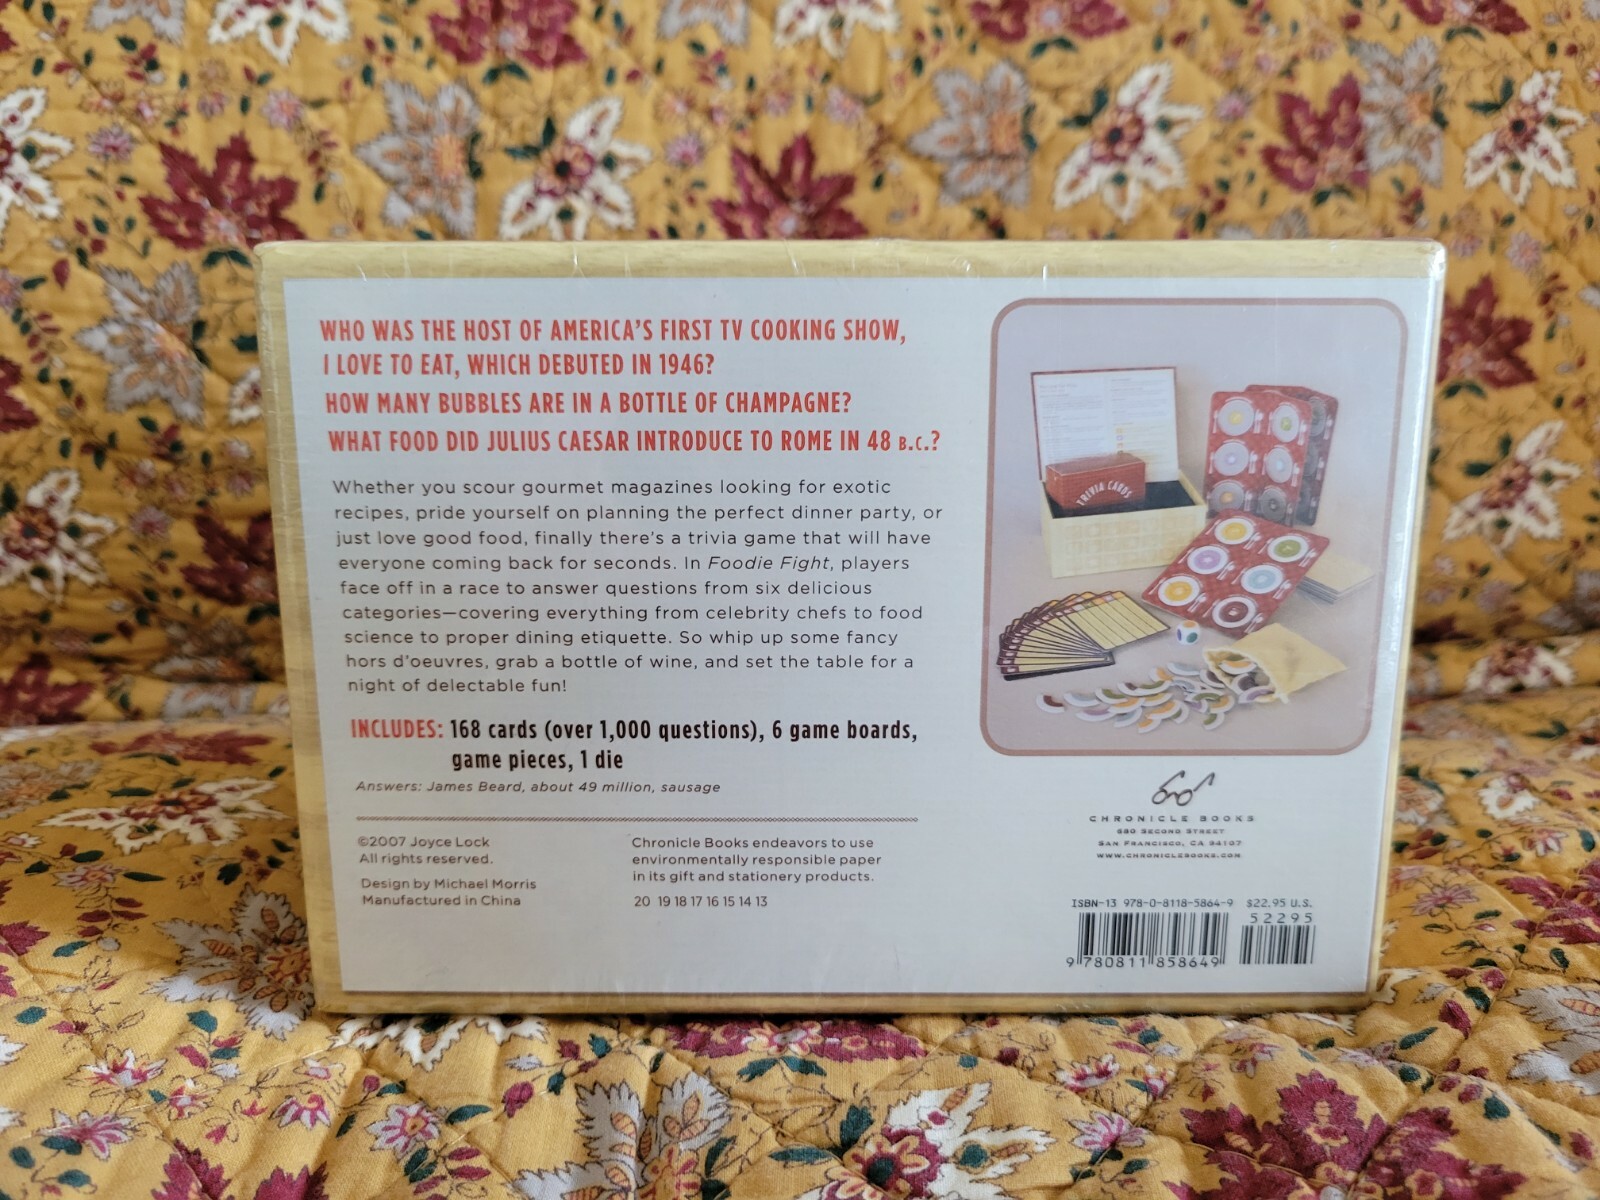 WHO WAS THE HOST OF AMERICA'S FIRST TV COOKING SHOW,
I LOVE TO EAT, WHICH DEBUTED IN 1946?
HOW MANY BUBBLES ARE IN A BOTTLE OF CHAMPAGNE?
WHAT FOOD DID JULIUS CAESAR INTRODUCE TO ROME IN 48 B.C.?
Whether you scour gourmet magazines looking for exotic
recipes, pride yourself on planning the perfect dinner party, or
just love good food, finally there's a trivia game that will have
everyone coming back for seconds. In Foodie Fight, players
face off in a race to answer questions from six delicious
categories—covering everything from celebrity chefs to food
science to proper dining etiquette. So whip up some fancy
hors d'oeuvres, grab a bottle of wine, and set the table for a
night of delectable fun!
INCLUDES: 168 cards (over 1,000 questions), 6 game boards,
game pieces, 1 die
Answers: James Beard, about 49 million, sausage
©2007 Joyce Lock
All rights reserved.
Design by Michael Morris
Manufactured in China
Chronicle Books endeavors to use
environmentally responsible paper
in its gift and stationery products.
20 19 18 17 16 15 14 13
TRIVIA CARDS
CHRONICLE BOOKS
680 SECOND STREET
SAN FRANCISCO, CA 94107
WWW.CHRONICLEBOOKS.COM
ISBN-13 978-0-8118-5864-9 $22.95 U.S.
52295
9 780811 858649